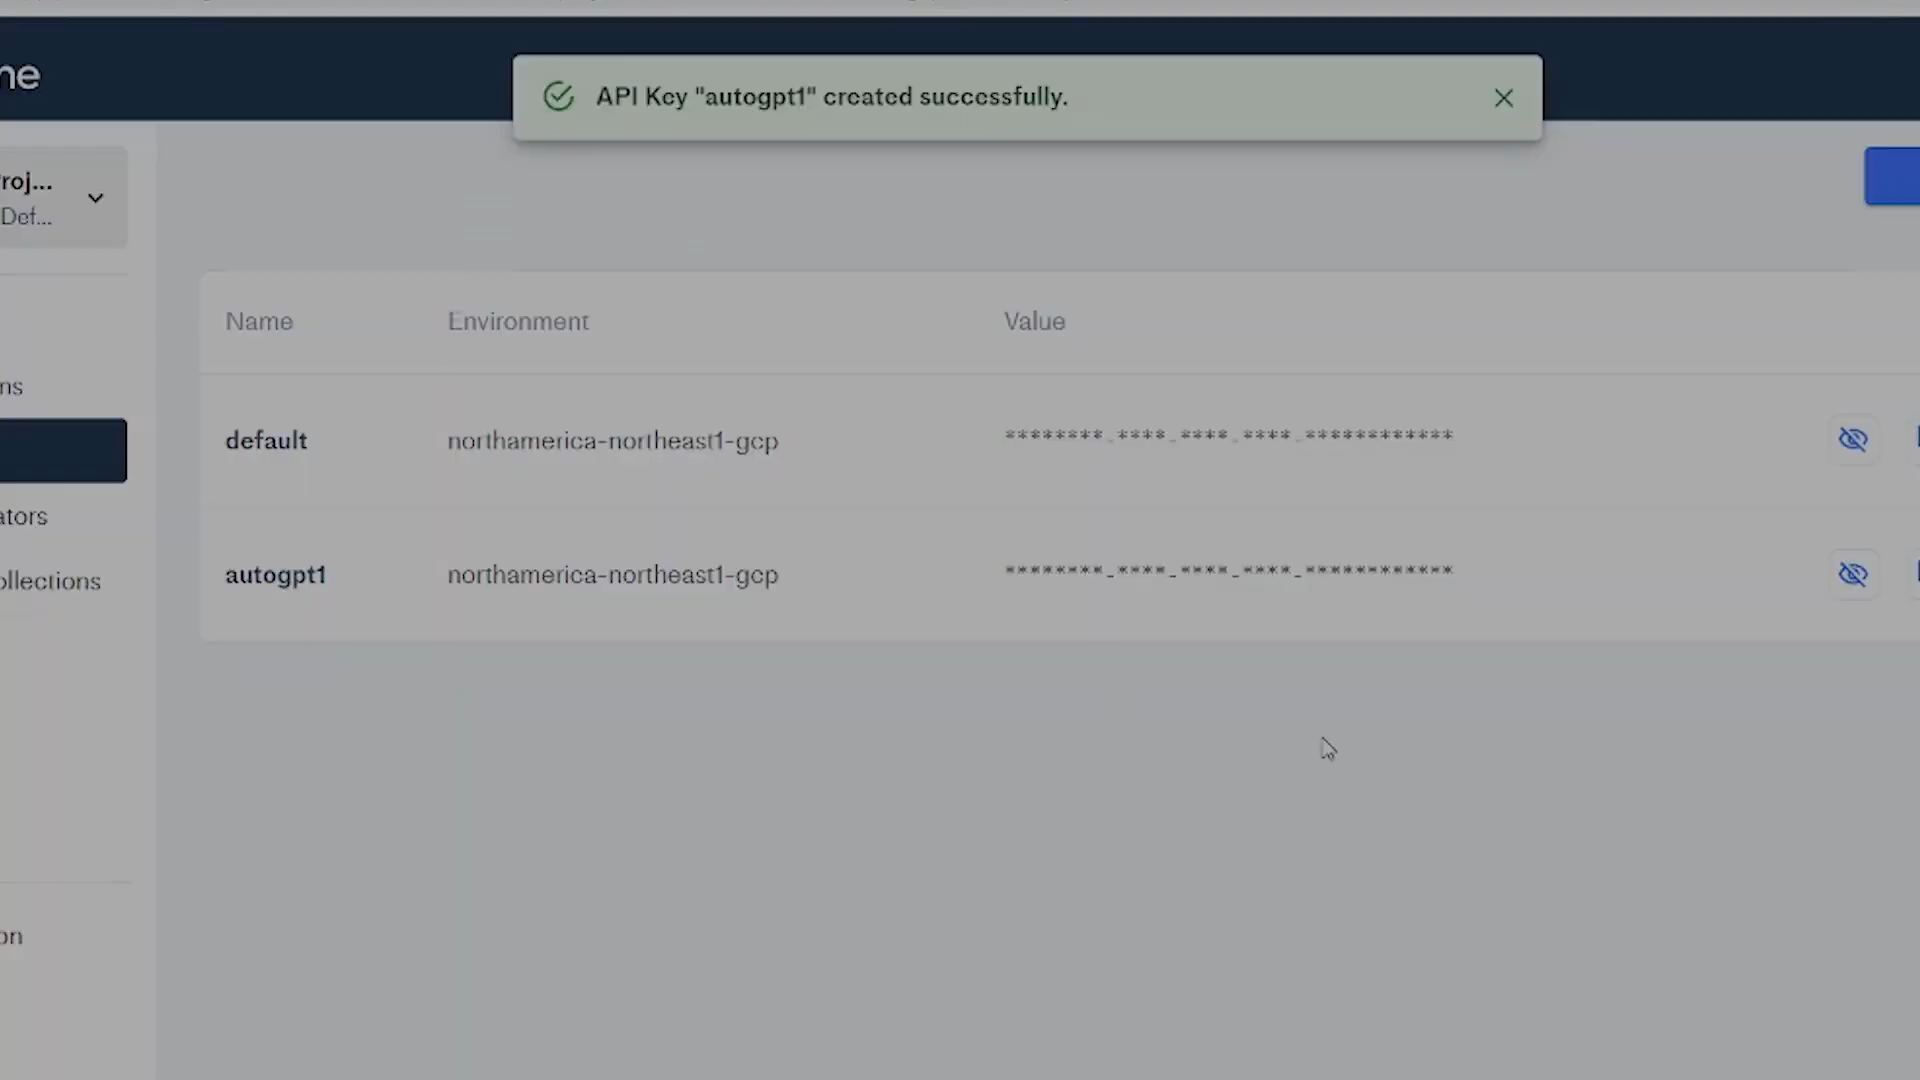 ne
API Key "autogpt1" created successfully.
roj...
Def...
Name Environment Value
ns
default northamerica-northeast1-gcp ********-****-****-****-************
ators
autogpt1 northamerica-northeast1-gcp ********-****-****-****-************
ollections
on